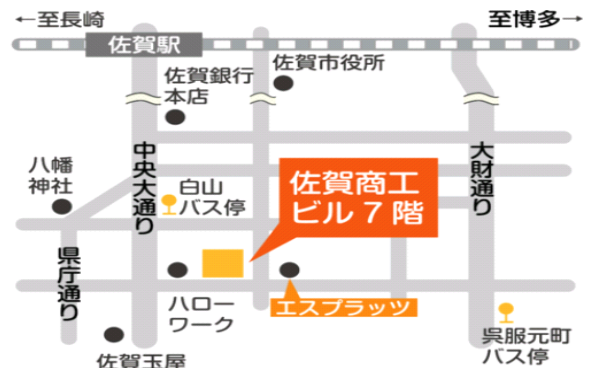 ←至長崎
至博多→
佐賀駅
佐賀銀行
本店
佐賀市役所
八幡
神社
中央大通り
白山
バス停
佐賀商工
ビル7階
大財通り
県庁通り
ハロー
ワーク
エスプラッツ
佐賀玉屋
呉服元町
バス停